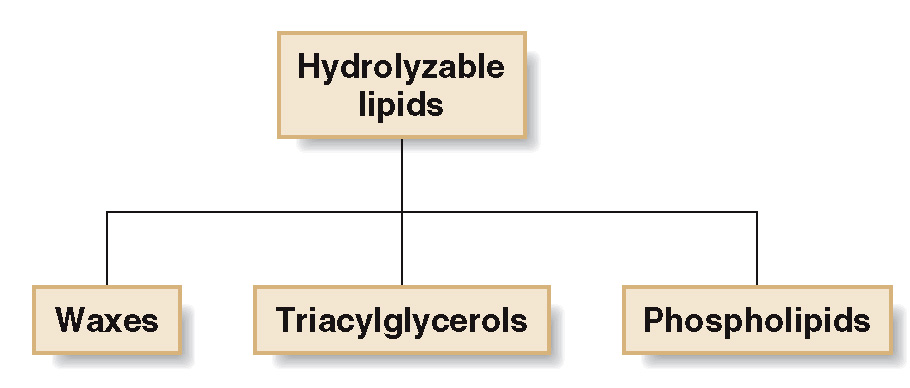 Hydrolyzable
lipids
Waxes
Triacylglycerols
Phospholipids